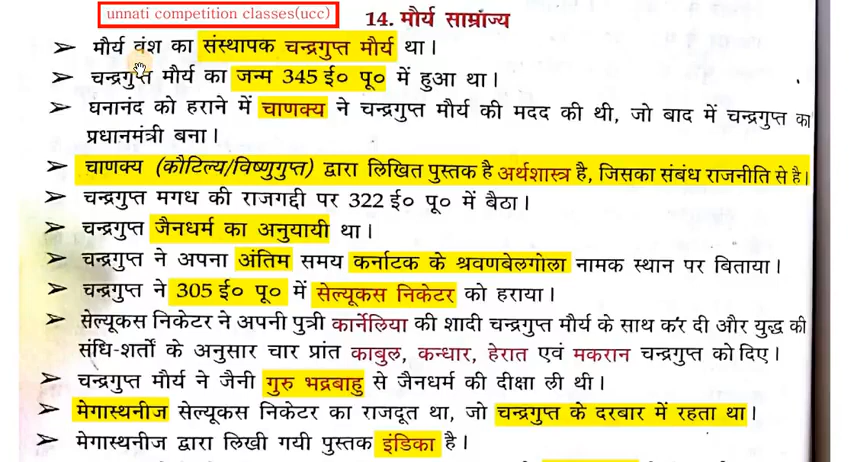 unnati competition classes(ucc)
14. मौर्य साम्राज्य
➢ मौर्य वंश का संस्थापक चन्द्रगुप्त मौर्य था।
➢ चन्द्रगुप्त मौर्य का जन्म 345 ई० पू० में हुआ था।
➢ घनानंद को हराने में चाणक्य ने चन्द्रगुप्त मौर्य की मदद की थी, जो बाद में चन्द्रगुप्त का
प्रधानमंत्री बना।
➢ चाणक्य (कौटिल्य/विष्णुगुप्त) द्वारा लिखित पुस्तक है अर्थशास्त्र है, जिसका संबंध राजनीति से है।
➢ चन्द्रगुप्त मगध की राजगद्दी पर 322 ई० पू० में बैठा।
➢ चन्द्रगुप्त जैनधर्म का अनुयायी था।
➢ चन्द्रगुप्त ने अपना अंतिम समय कर्नाटक के श्रवणबेलगोला नामक स्थान पर बिताया।
➢ चन्द्रगुप्त ने 305 ई० पू० में सेल्यूकस निकेटर को हराया।
➢ सेल्यूकस निकेटर ने अपनी पुत्री कार्नेलिया की शादी चन्द्रगुप्त मौर्य के साथ कर दी और युद्ध की
संधि-शर्तो के अनुसार चार प्रांत काबुल, कन्धार, हेरात एवं मकरान चन्द्रगुप्त को दिए।
➢ चन्द्रगुप्त मौर्य ने जैनी गुरु भद्रबाहु से जैनधर्म की दीक्षा ली थी।
➢ मेगास्थनीज सेल्यूकस निकेटर का राजदूत था, जो चन्द्रगुप्त के दरबार में रहता था।
➢ मेगास्थनीज द्वारा लिखी गयी पुस्तक इंडिका है।